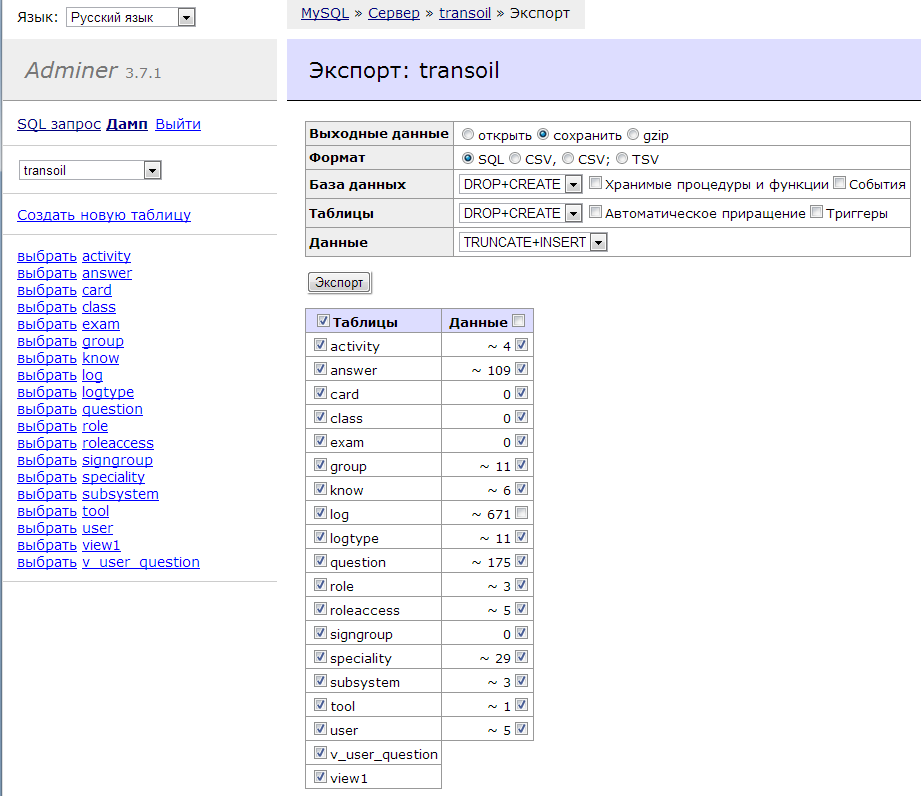 Язык: Русский язык
MySQL » Сервер » transoil » Экспорт
Adminer 3.7.1
Экспорт: transoil
SQL запрос Дамп Выйти
transoil
Создать новую таблицу
выбрать activity
выбрать answer
выбрать card
выбрать class
выбрать exam
выбрать group
выбрать know
выбрать log
выбрать logtype
выбрать question
выбрать role
выбрать roleaccess
выбрать signgroup
выбрать speciality
выбрать subsystem
выбрать tool
выбрать user
выбрать view1
выбрать v_user_question
Выходные данные открыть сохранить gzip
Формат SQL CSV, CSV; TSV
База данных DROP+CREATE Хранимые процедуры и функции События
Таблицы DROP+CREATE Автоматическое приращение Триггеры
Данные TRUNCATE+INSERT
Экспорт
Таблицы Данные
activity ~ 4
answer ~ 109
card 0
class 0
exam 0
group ~ 11
know ~ 6
log ~ 671
logtype ~ 11
question ~ 175
role ~ 3
roleaccess ~ 5
signgroup 0
speciality ~ 29
subsystem ~ 3
tool ~ 1
user ~ 5
v_user_question
view1